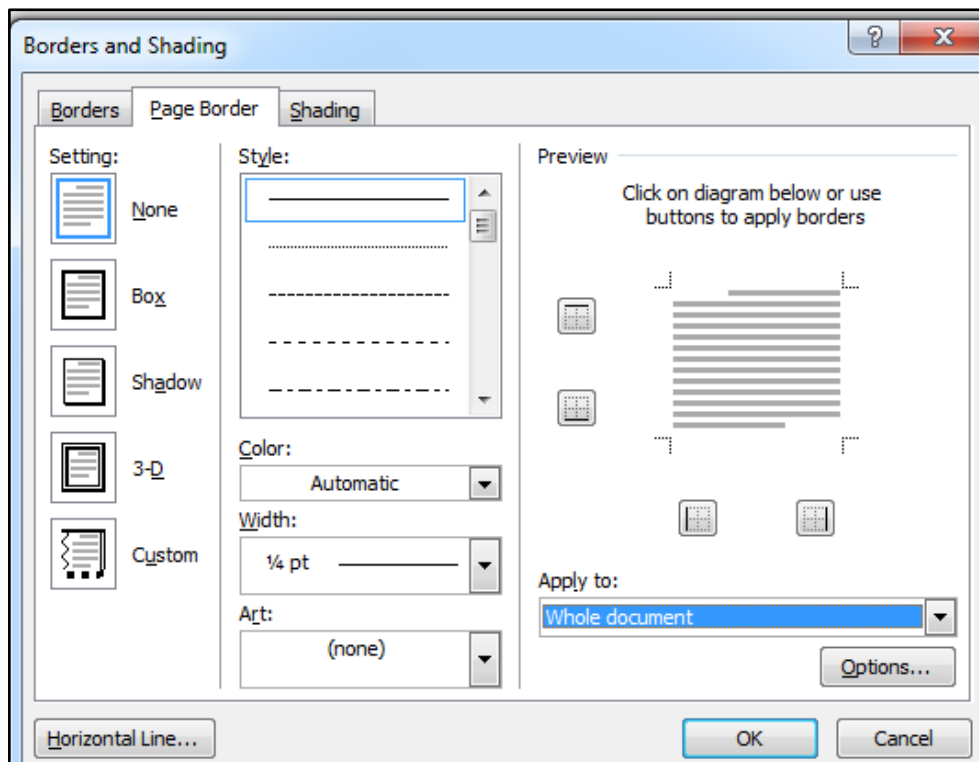 Borders and Shading
?
X
Borders
Page Border
Shading
Setting:
None
Box
Shadow
3-D
Custom
Style:
Color:
Automatic
Width:
¼ pt
Art:
(none)
Preview
Click on diagram below or use
buttons to apply borders
Apply to:
Whole document
Options...
Horizontal Line...
OK
Cancel